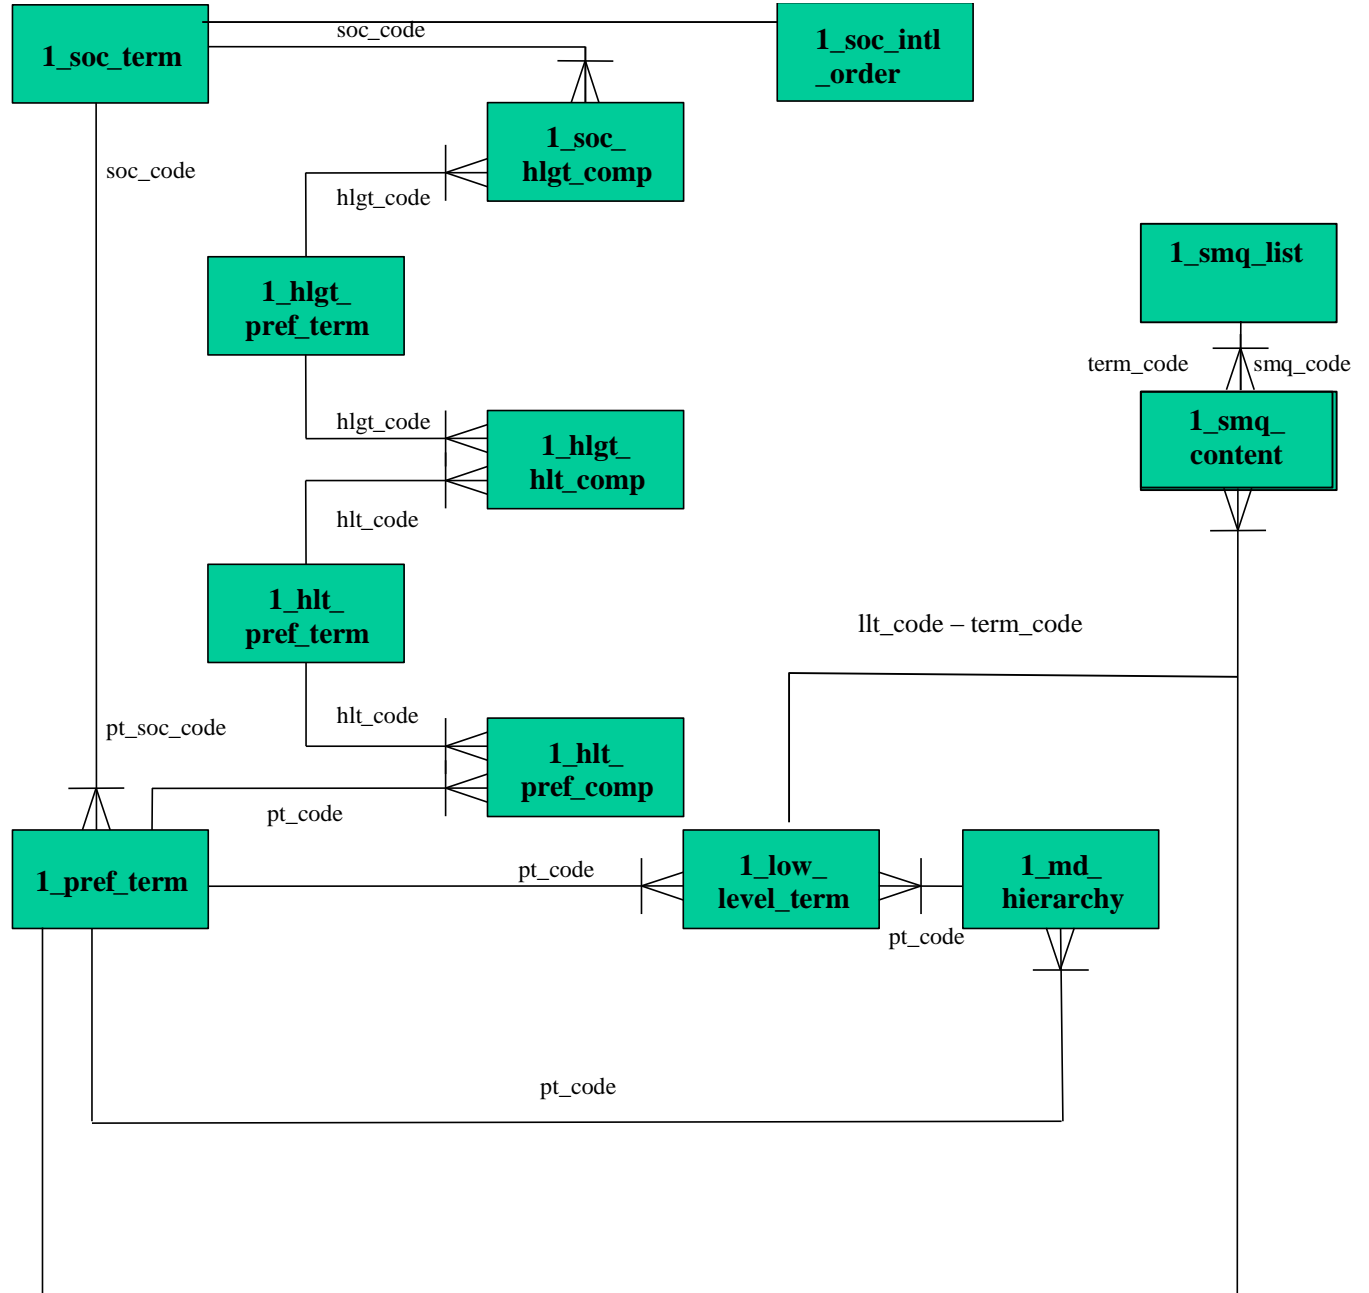 1_soc_term
soc_code
1_soc_intl
_order
1_soc_
hlgt_comp
soc_code
hlgt_code
1_smq_list
1_hlgt_
pref_term
term_code
smq_code
hlgt_code
1_hlgt_
hlt_comp
1_smq_
content
hlt_code
1_hlt_
pref_term
llt_code – term_code
hlt_code
pt_soc_code
1_hlt_
pref_comp
pt_code
1_pref_term
pt_code
1_low_
level_term
1_md_
hierarchy
pt_code
pt_code